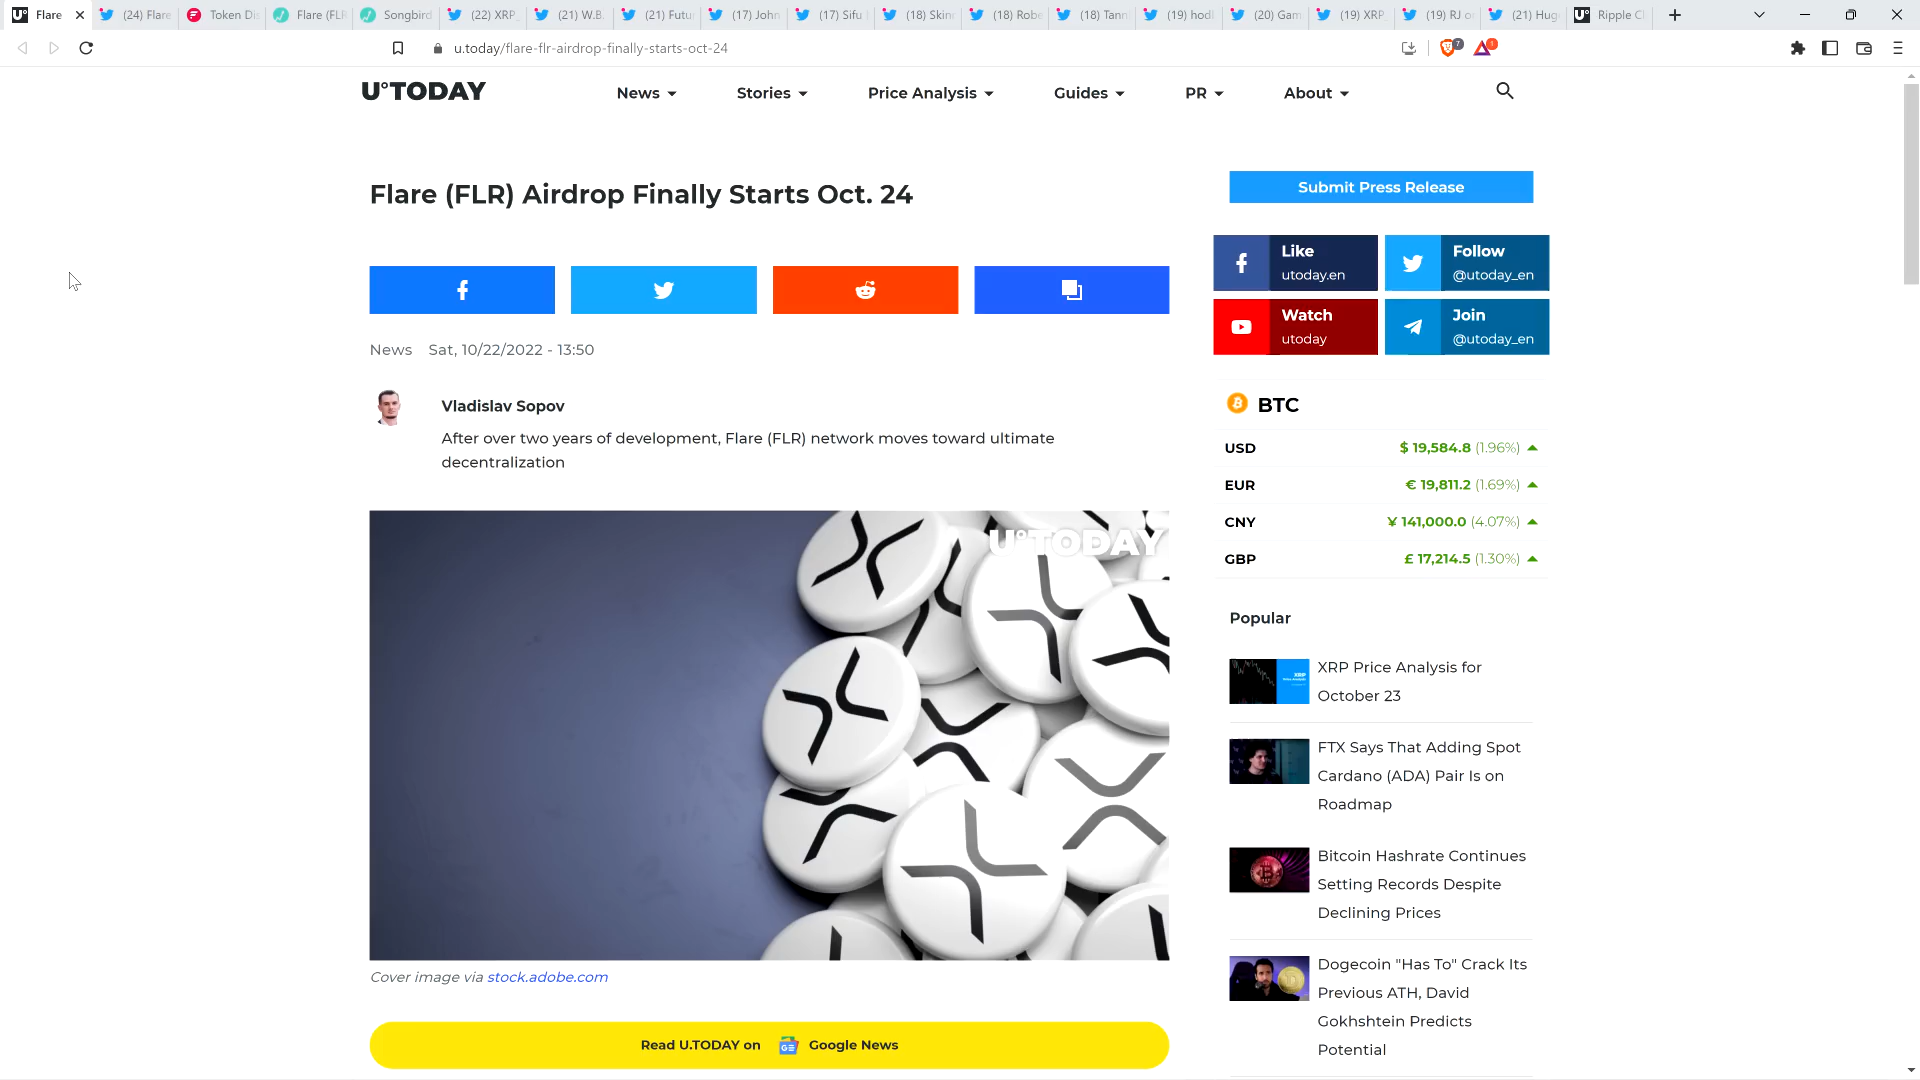 Flare
(24) Flare
Token Dis
Flare (FLR
Songbird
(22) XRP_
(21) W.B.
(21) Futur
(17) John
(17) Sifu
(18) Skin
(18) Robe
(18) Tann
(19) hodl
(20) Gam
(19) XRP_
(19) RJ o
(21) Hug
Ripple C
u.today/flare-flr-airdrop-finally-starts-oct-24
7
1
U°TODAY
News
Stories
Price Analysis
Guides
PR
About
Flare (FLR) Airdrop Finally Starts Oct. 24
News Sat, 10/22/2022 - 13:50
Vladislav Sopov
After over two years of development, Flare (FLR) network moves toward ultimate
decentralization
U°TODAY
Cover image via stock.adobe.com
Read U.TODAY on Google News
Submit Press Release
Like
utoday.en
Follow
@utoday_en
Watch
utoday
Join
@utoday_en
BTC
USD $ 19,584.8 (1.96%)
EUR € 19,811.2 (1.69%)
CNY ¥ 141,000.0 (4.07%)
GBP £ 17,214.5 (1.30%)
Popular
XRP Price Analysis for
October 23
FTX Says That Adding Spot
Cardano (ADA) Pair Is on
Roadmap
Bitcoin Hashrate Continues
Setting Records Despite
Declining Prices
Dogecoin "Has To" Crack Its
Previous ATH, David
Gokhshtein Predicts
Potential